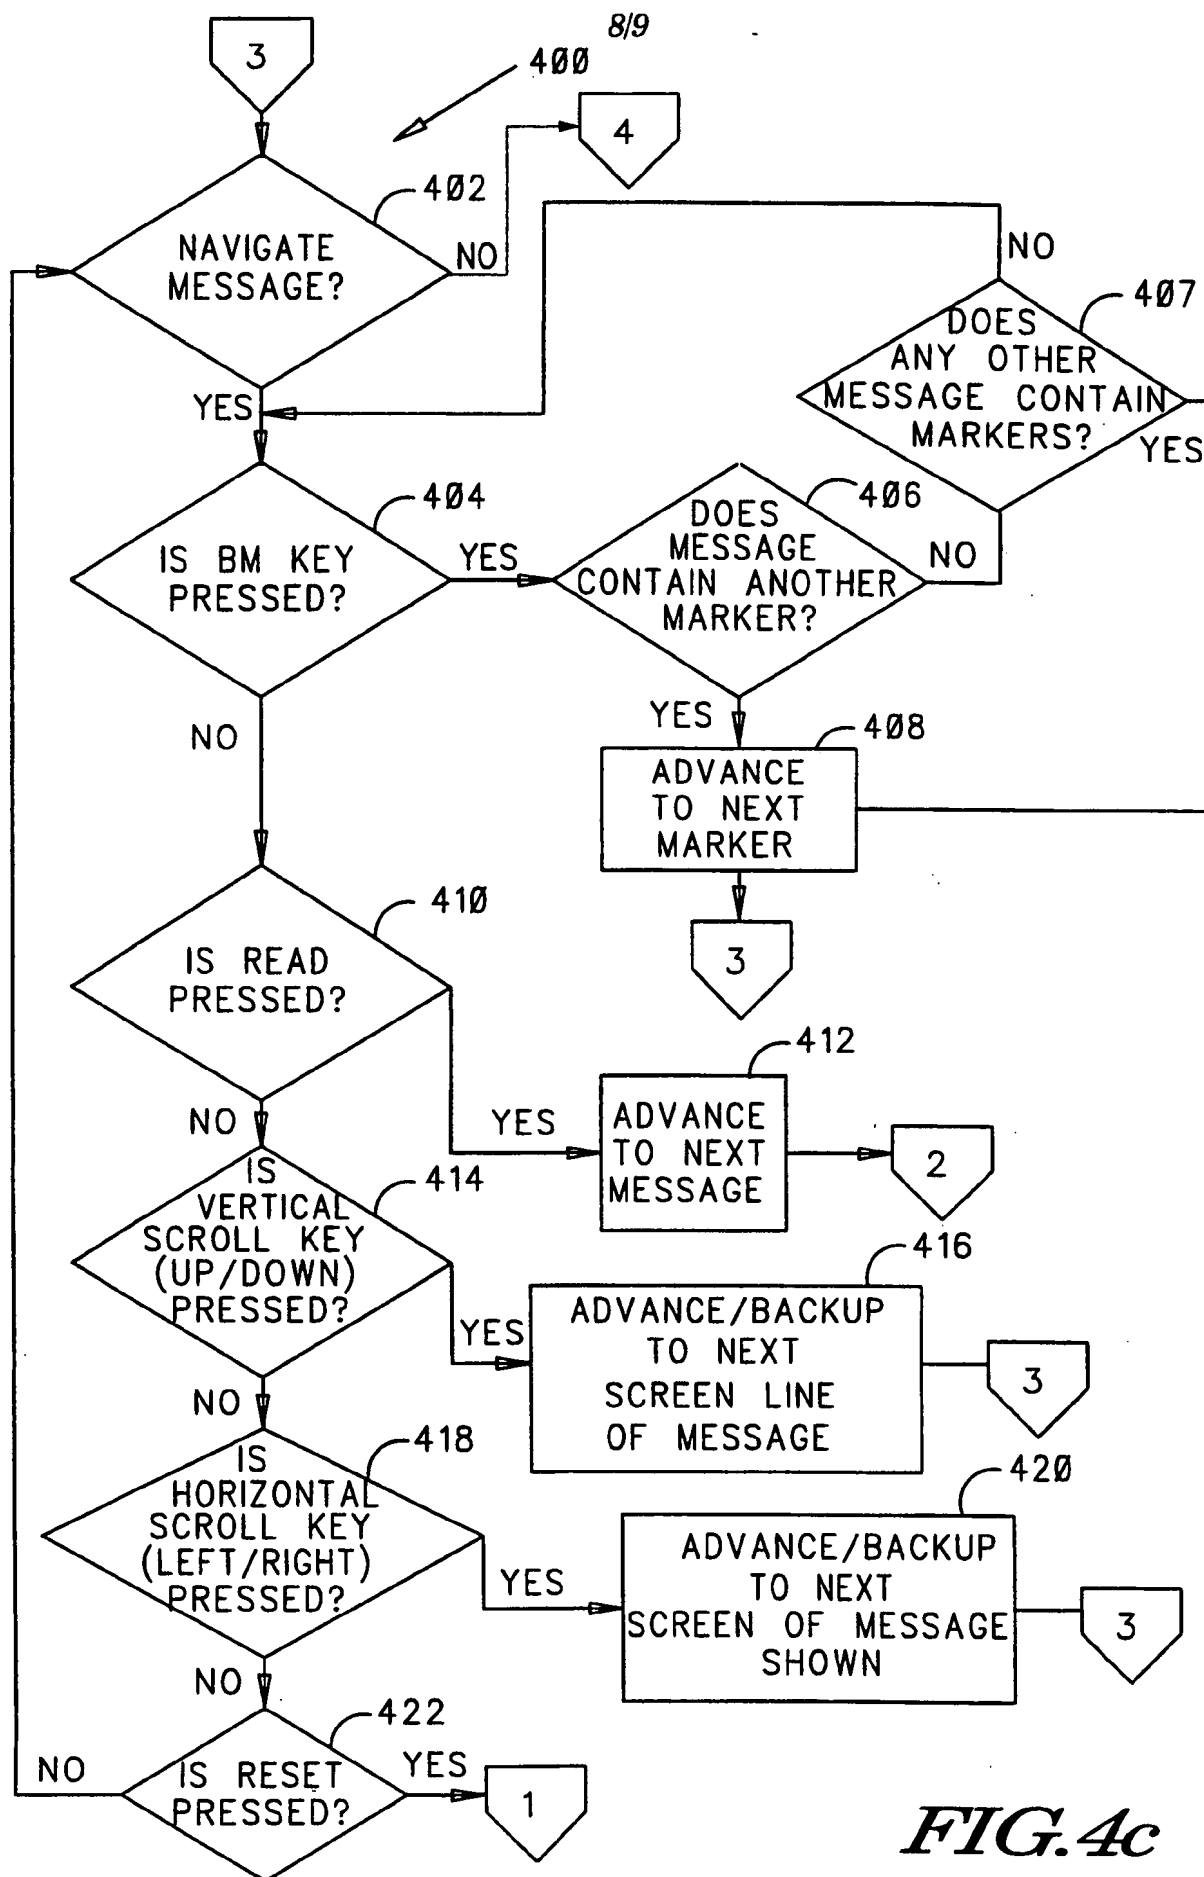 8/9
3
400
4
402
NAVIGATE
MESSAGE?
NO
NO
407
DOES
ANY OTHER
MESSAGE CONTAIN
MARKERS?
YES
YES
404
IS BM KEY
PRESSED?
YES
406
DOES
MESSAGE
CONTAIN ANOTHER
MARKER?
NO
NO
YES
408
ADVANCE
TO NEXT
MARKER
3
410
IS READ
PRESSED?
NO
YES
412
ADVANCE
TO NEXT
MESSAGE
2
IS
VERTICAL
SCROLL KEY
(UP/DOWN)
PRESSED?
414
YES
416
ADVANCE/BACKUP
TO NEXT
SCREEN LINE
OF MESSAGE
3
NO
IS
HORIZONTAL
SCROLL KEY
(LEFT/RIGHT)
PRESSED?
418
YES
420
ADVANCE/BACKUP
TO NEXT
SCREEN OF MESSAGE
SHOWN
3
NO
422
IS RESET
PRESSED?
NO
YES
1
FIG.4c